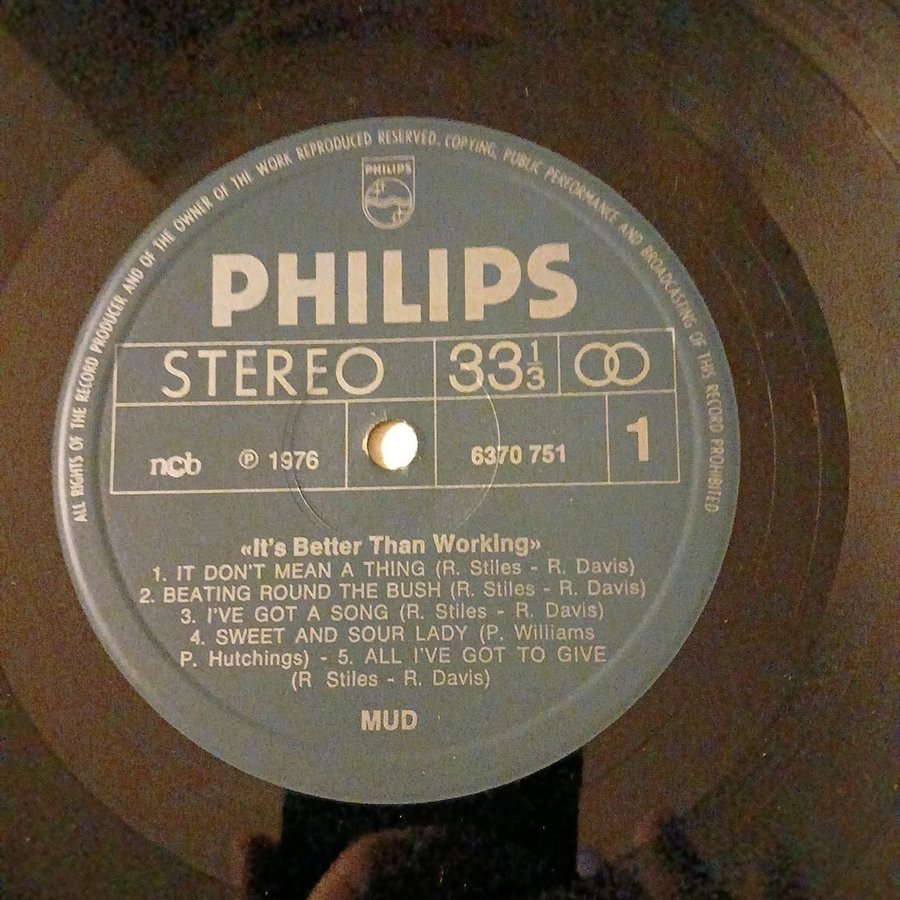 ALL RIGHTS OF THE RECORD PRODUCER AND OF THE OWNER OF THE WORK REPRODUCED RESERVED. COPYING, PUBLIC PERFORMANCE AND BROADCASTING OF THIS RECORD PROHIBITED
PHILIPS
PHILIPS
STEREO 33 1/3
ncb ℗ 1976 6370 751 1
«It's Better Than Working»
1. IT DON'T MEAN A THING (R. Stiles - R. Davis)
2. BEATING ROUND THE BUSH (R. Stiles - R. Davis)
3. I'VE GOT A SONG (R. Stiles - R. Davis)
4. SWEET AND SOUR LADY (P. Williams
P. Hutchings) - 5. ALL I'VE GOT TO GIVE
(R Stiles - R. Davis)
MUD